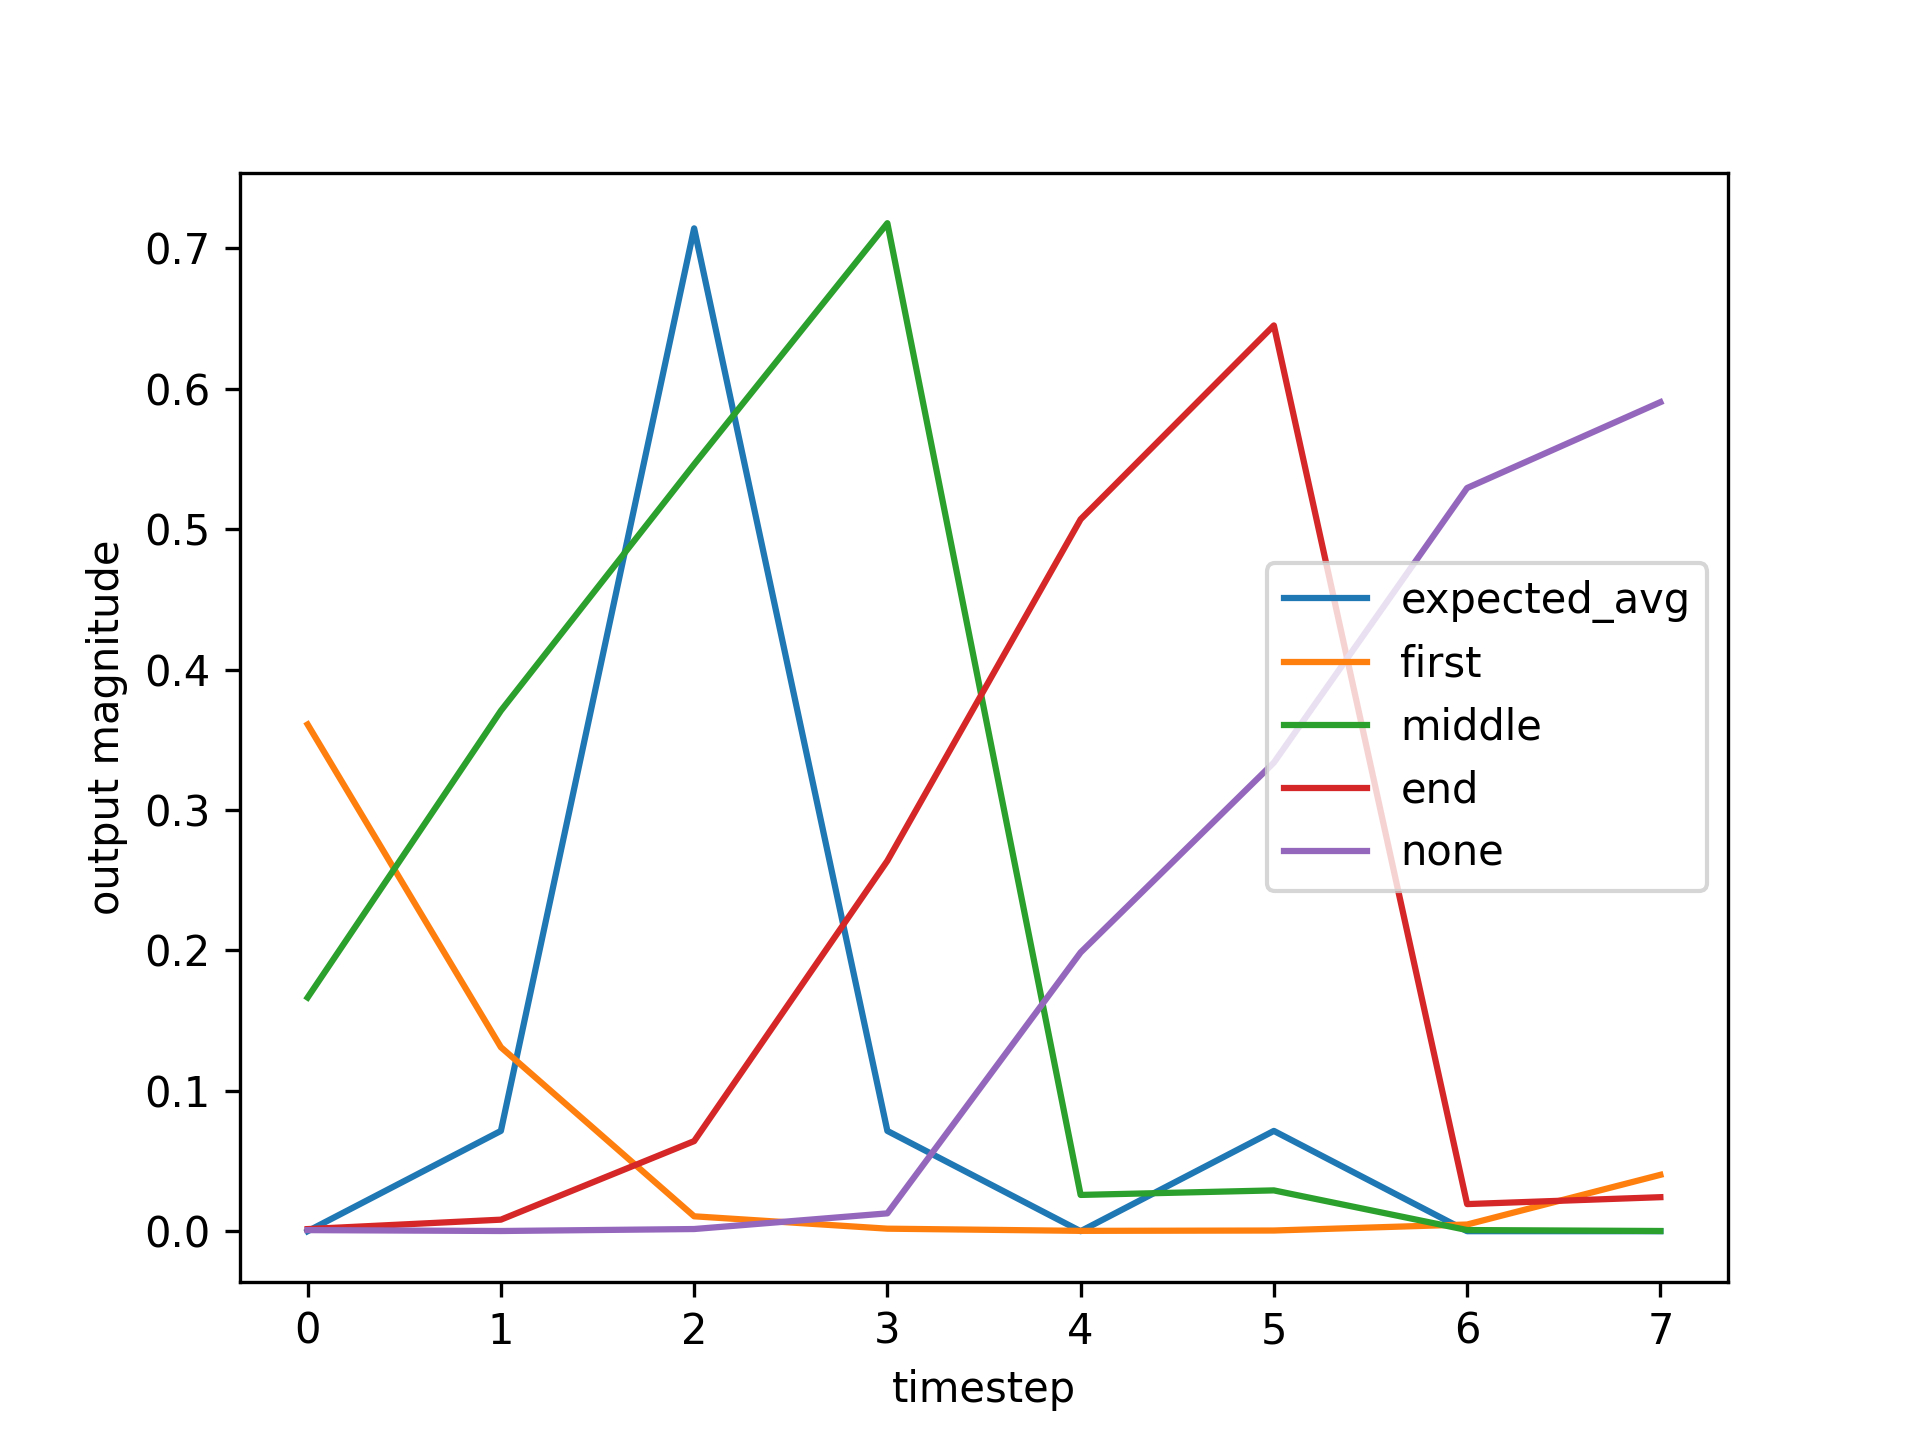 0.7
0.6
0.5
0.4
0.3
0.2
0.1
0.0
output magnitude
expected_avg
first
middle
end
none
0 1 2 3 4 5 6 7
timestep